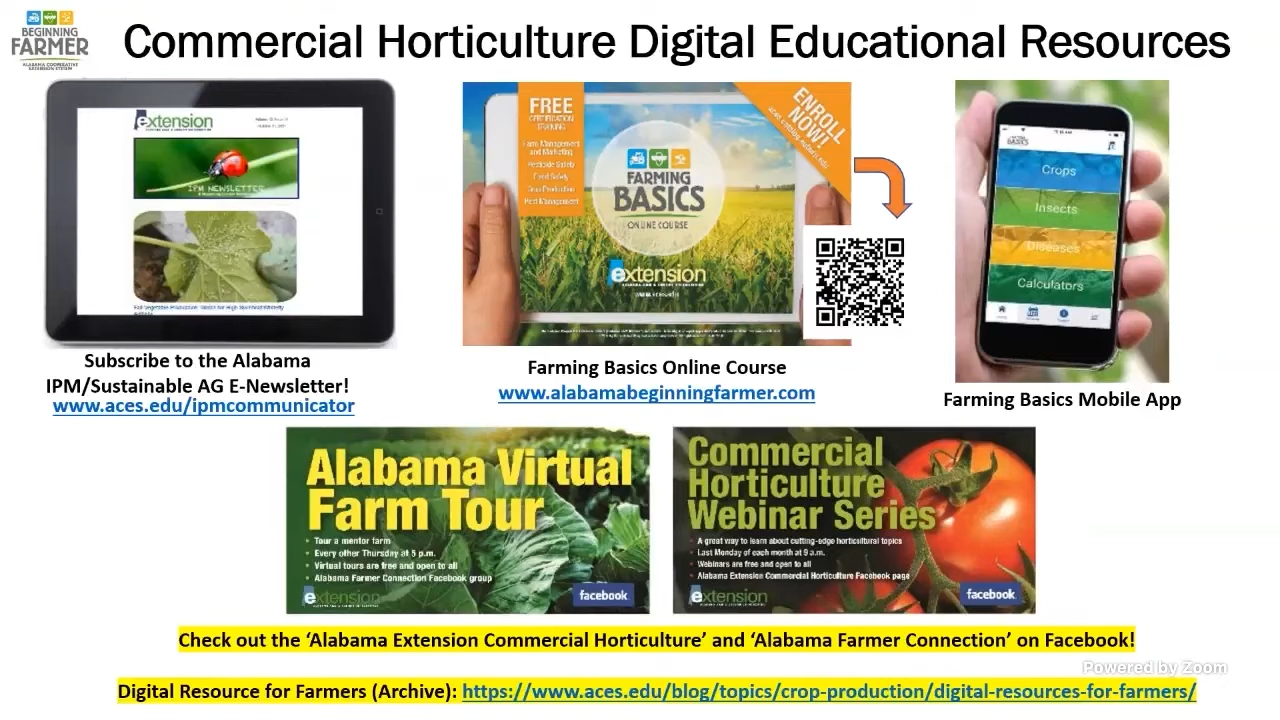 BEGINNING
FARMER
ALABAMA COOPERATIVE
EXTENSION SYSTEM
Commercial Horticulture Digital Educational Resources
extension
IPM NEWSLETTER
Subscribe to the Alabama
IPM/Sustainable AG E-Newsletter!
www.aces.edu/ipmcommunicator
FREE
CERTIFICATION
TRAINING
Farm Management
and Marketing
Pesticide Safety
Food Safety
Crop Production
Pest Management
ENROLL
NOW!
FARMING
BASICS
ONLINE COURSE
extension
Farming Basics Online Course
www.alabamabeginningfarmer.com
BASICS
Crops
Insects
Diseases
Calculators
Farming Basics Mobile App
Alabama Virtual
Farm Tour
• Tour a mentor farm
• Every other Thursday at 5 p.m.
• Virtual tours are free and open to all
• Alabama Farmer Connection Facebook group
extension
facebook
Commercial
Horticulture
Webinar Series
• A great way to learn about cutting-edge horticultural topics
• Last Monday of each month at 9 a.m.
• Webinars are free and open to all
• Alabama Extension Commercial Horticulture Facebook page
extension
facebook
Check out the ‘Alabama Extension Commercial Horticulture’ and ‘Alabama Farmer Connection’ on Facebook!
Powered by Zoom
Digital Resource for Farmers (Archive): https://www.aces.edu/blog/topics/crop-production/digital-resources-for-farmers/